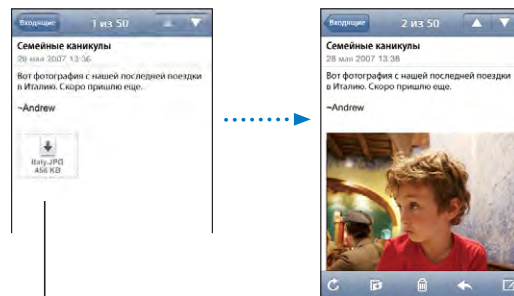 Входящие 1 из 50
Семейные каникулы
28 мая 2007 13:36
Вот фотография с нашей последней поездки
в Италию. Скоро пришлю еще.
~Andrew
Italy.JPG
456 KB
Входящие 2 из 50
Семейные каникулы
28 мая 2007 13:36
Вот фотография с нашей последней поездки
в Италию. Скоро пришлю еще.
~Andrew